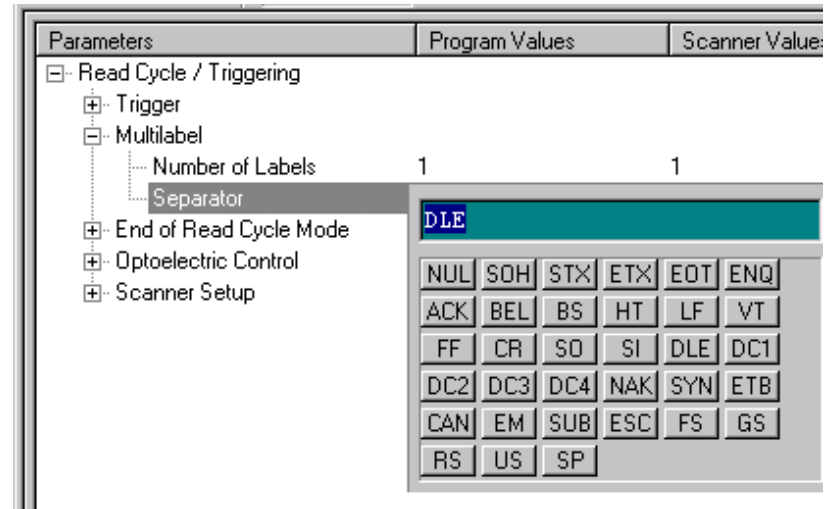 Parameters Program Values Scanner Values
Read Cycle / Triggering
Trigger
Multilabel
Number of Labels 1 1
Separator DLE
End of Read Cycle Mode
Optoelectric Control
Scanner Setup
NUL SOH STX ETX EOT ENQ
ACK BEL BS HT LF VT
FF CR SO SI DLE DC1
DC2 DC3 DC4 NAK SYN ETB
CAN EM SUB ESC FS GS
RS US SP